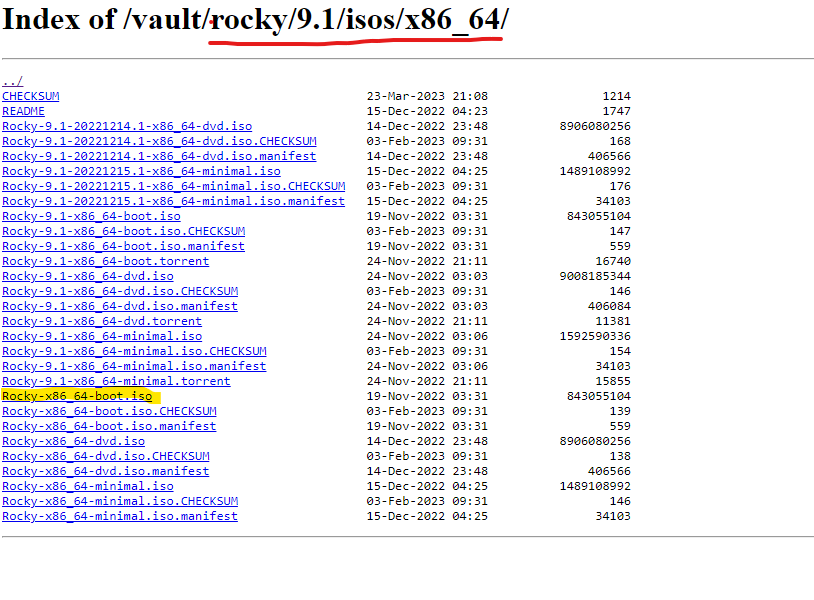 Index of /vault/rocky/9.1/isos/x86_64/
../
CHECKSUM 23-Mar-2023 21:08 1214
README 15-Dec-2022 04:23 1747
Rocky-9.1-20221214.1-x86_64-dvd.iso 14-Dec-2022 23:48 8906080256
Rocky-9.1-20221214.1-x86_64-dvd.iso.CHECKSUM 03-Feb-2023 09:31 168
Rocky-9.1-20221214.1-x86_64-dvd.iso.manifest 14-Dec-2022 23:48 406566
Rocky-9.1-20221215.1-x86_64-minimal.iso 15-Dec-2022 04:25 1489108992
Rocky-9.1-20221215.1-x86_64-minimal.iso.CHECKSUM 03-Feb-2023 09:31 176
Rocky-9.1-20221215.1-x86_64-minimal.iso.manifest 15-Dec-2022 04:25 34103
Rocky-9.1-x86_64-boot.iso 19-Nov-2022 03:31 843055104
Rocky-9.1-x86_64-boot.iso.CHECKSUM 03-Feb-2023 09:31 147
Rocky-9.1-x86_64-boot.iso.manifest 19-Nov-2022 03:31 559
Rocky-9.1-x86_64-boot.torrent 24-Nov-2022 21:11 16740
Rocky-9.1-x86_64-dvd.iso 24-Nov-2022 03:03 9008185344
Rocky-9.1-x86_64-dvd.iso.CHECKSUM 03-Feb-2023 09:31 146
Rocky-9.1-x86_64-dvd.iso.manifest 24-Nov-2022 03:03 406084
Rocky-9.1-x86_64-dvd.torrent 24-Nov-2022 21:11 11381
Rocky-9.1-x86_64-minimal.iso 24-Nov-2022 03:06 1592590336
Rocky-9.1-x86_64-minimal.iso.CHECKSUM 03-Feb-2023 09:31 154
Rocky-9.1-x86_64-minimal.iso.manifest 24-Nov-2022 03:06 34103
Rocky-9.1-x86_64-minimal.torrent 24-Nov-2022 21:11 15855
Rocky-x86_64-boot.iso 19-Nov-2022 03:31 843055104
Rocky-x86_64-boot.iso.CHECKSUM 03-Feb-2023 09:31 139
Rocky-x86_64-boot.iso.manifest 19-Nov-2022 03:31 559
Rocky-x86_64-dvd.iso 14-Dec-2022 23:48 8906080256
Rocky-x86_64-dvd.iso.CHECKSUM 03-Feb-2023 09:31 138
Rocky-x86_64-dvd.iso.manifest 14-Dec-2022 23:48 406566
Rocky-x86_64-minimal.iso 15-Dec-2022 04:25 1489108992
Rocky-x86_64-minimal.iso.CHECKSUM 03-Feb-2023 09:31 146
Rocky-x86_64-minimal.iso.manifest 15-Dec-2022 04:25 34103